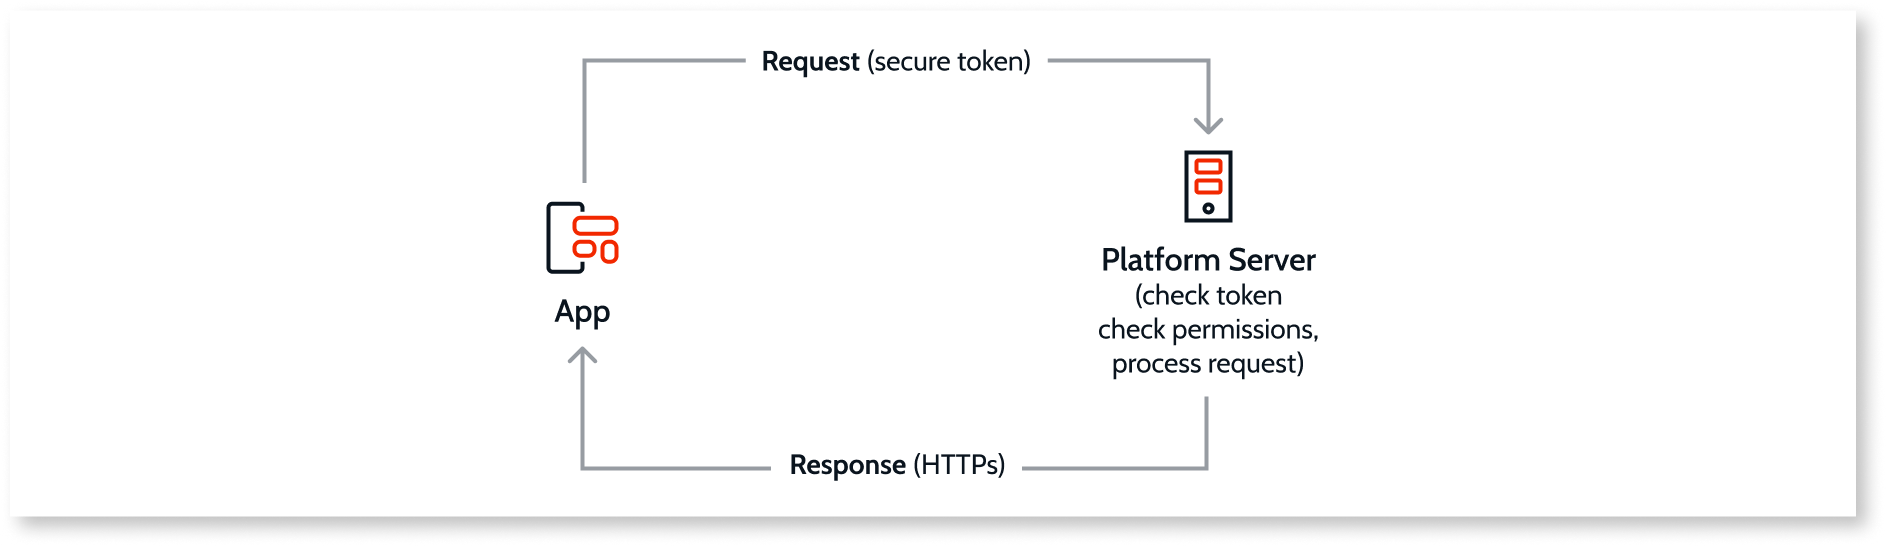 Request (secure token)
App
Platform Server
(check token
check permissions,
process request)
Response (HTTPs)